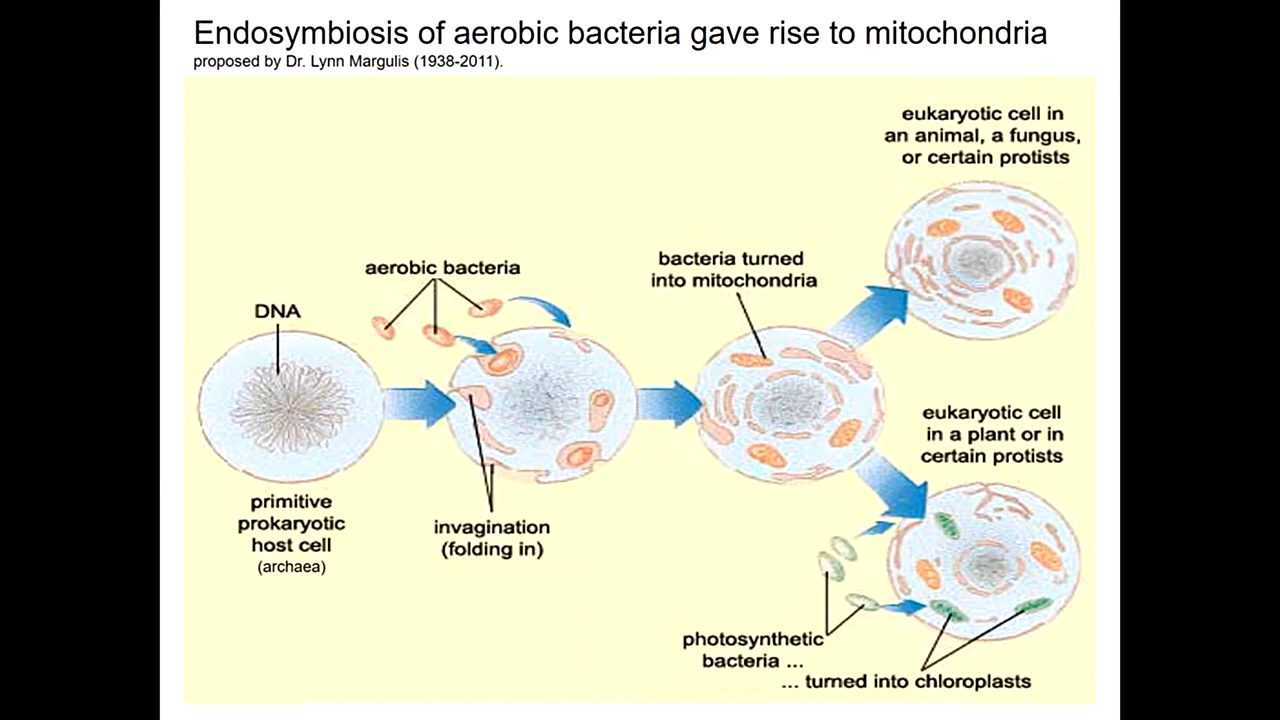 Endosymbiosis of aerobic bacteria gave rise to mitochondria
proposed by Dr. Lynn Margulis (1938-2011).
eukaryotic cell in
an animal, a fungus,
or certain protists
bacteria turned
into mitochondria
aerobic bacteria
DNA
eukaryotic cell
in a plant or in
certain protists
primitive
prokaryotic
host cell
(archaea)
invagination
(folding in)
photosynthetic
bacteria ...
... turned into chloroplasts